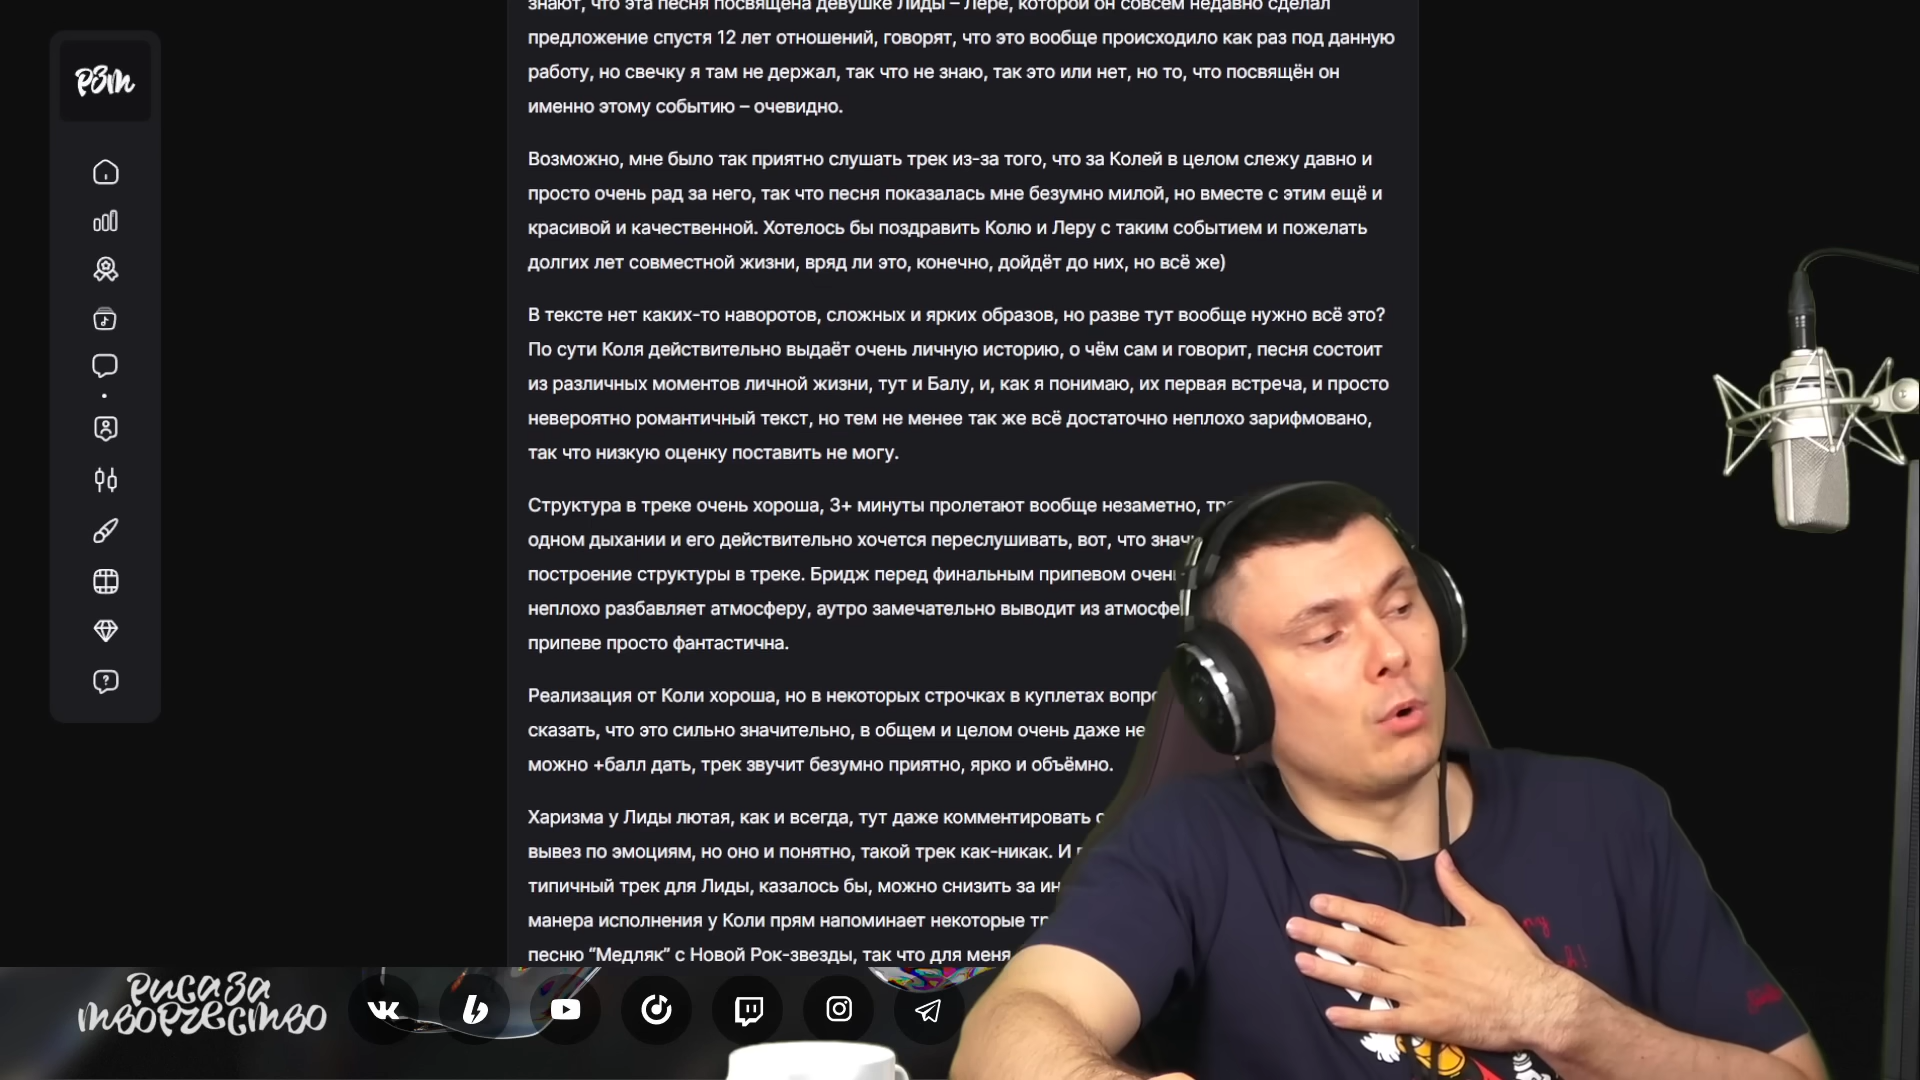 знают, что эта песня посвящена девушке Лиды – Лере, которой он совсем недавно сделал
предложение спустя 12 лет отношений, говорят, что это вообще происходило как раз под данную
работу, но свечку я там не держал, так что не знаю, так это или нет, но то, что посвящён он
именно этому событию – очевидно.
Возможно, мне было так приятно слушать трек из-за того, что за Колей в целом слежу давно и
просто очень рад за него, так что песня показалась мне безумно милой, но вместе с этим ещё и
красивой и качественной. Хотелось бы поздравить Колю и Леру с таким событием и пожелать
долгих лет совместной жизни, вряд ли это, конечно, дойдёт до них, но всё же)
В тексте нет каких-то наворотов, сложных и ярких образов, но разве тут вообще нужно всё это?
По сути Коля действительно выдаёт очень личную историю, о чём сам и говорит, песня состоит
из различных моментов личной жизни, тут и Балу, и, как я понимаю, их первая встреча, и просто
невероятно романтичный текст, но тем не менее так же всё достаточно неплохо зарифмовано,
так что низкую оценку поставить не могу.
Структура в треке очень хороша, 3+ минуты пролетают вообще незаметно,
одном дыхании и его действительно хочется переслушивать, вот, что
построение структуры в треке. Бридж перед финальным припевом
неплохо разбавляет атмосферу, аутро замечательно выводит из
припеве просто фантастична.
Реализация от Коли хороша, но в некоторых строчках в куплетах
сказать, что это сильно значительно, в общем и целом очень даже
можно +балл дать, трек звучит безумно приятно, ярко и объёмно.
Харизма у Лиды лютая, как и всегда, тут даже комментировать
вывез по эмоциям, но оно и понятно, такой трек как-никак. И
типичный трек для Лиды, казалось бы, можно снизить за
манера исполнения у Коли прям напоминает некоторые
песню “Медляк” с Новой Рок-звезды, так что для меня
РЗТ
риса за
творчество